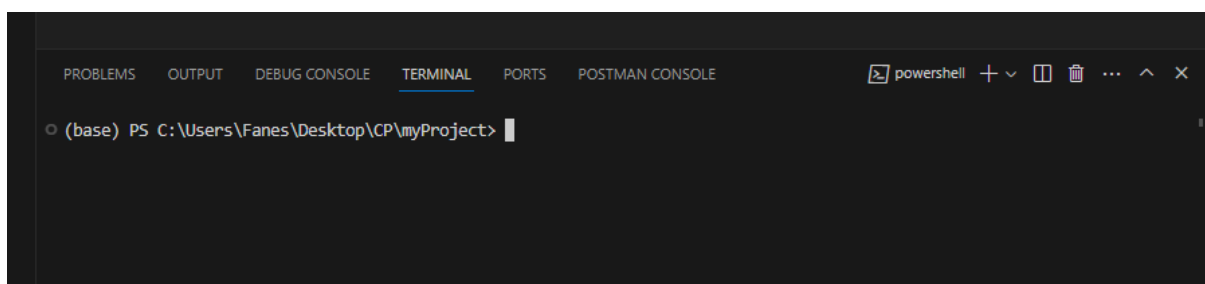 PROBLEMS OUTPUT DEBUG CONSOLE TERMINAL PORTS POSTMAN CONSOLE powershell
(base) PS C:\Users\Fanes\Desktop\CP\myProject>